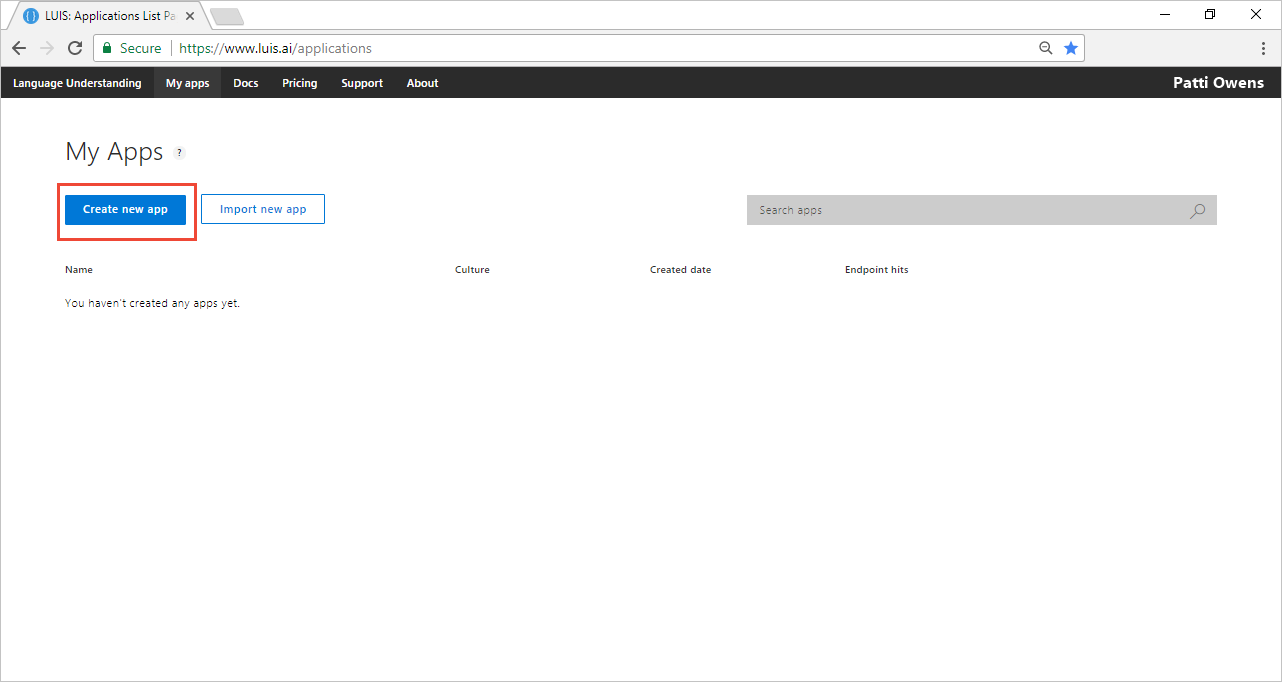 LUIS: Applications List Pa
Secure https://www.luis.ai/applications
Language Understanding My apps Docs Pricing Support About Patti Owens
My Apps ?
Create new app Import new app Search apps
Name Culture Created date Endpoint hits
You haven't created any apps yet.